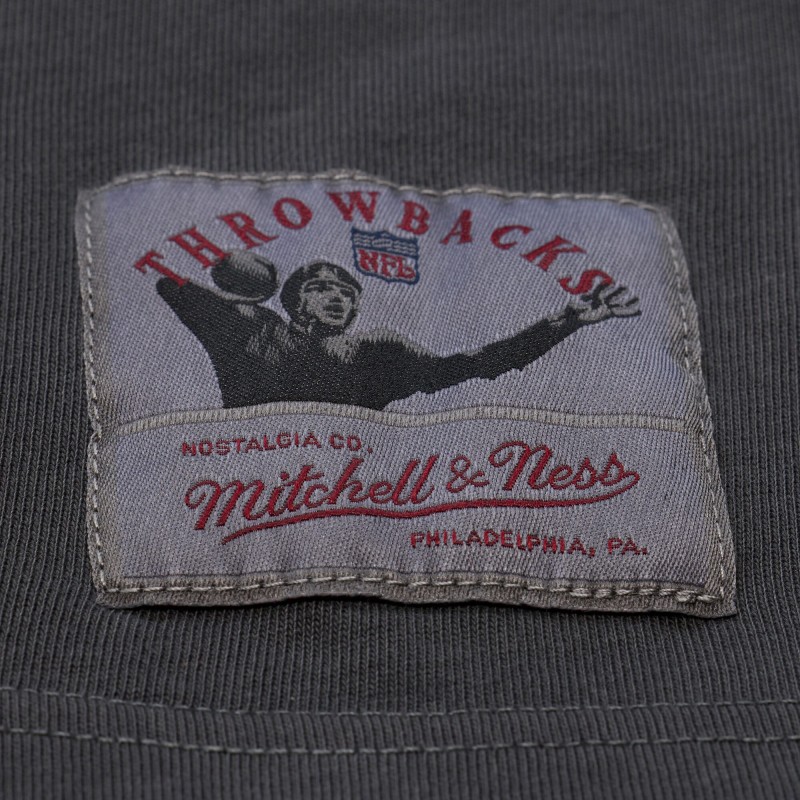 THROWBACKS
NFL
NOSTALGIA CO.
Mitchell & Ness
PHILADELPHIA, PA.